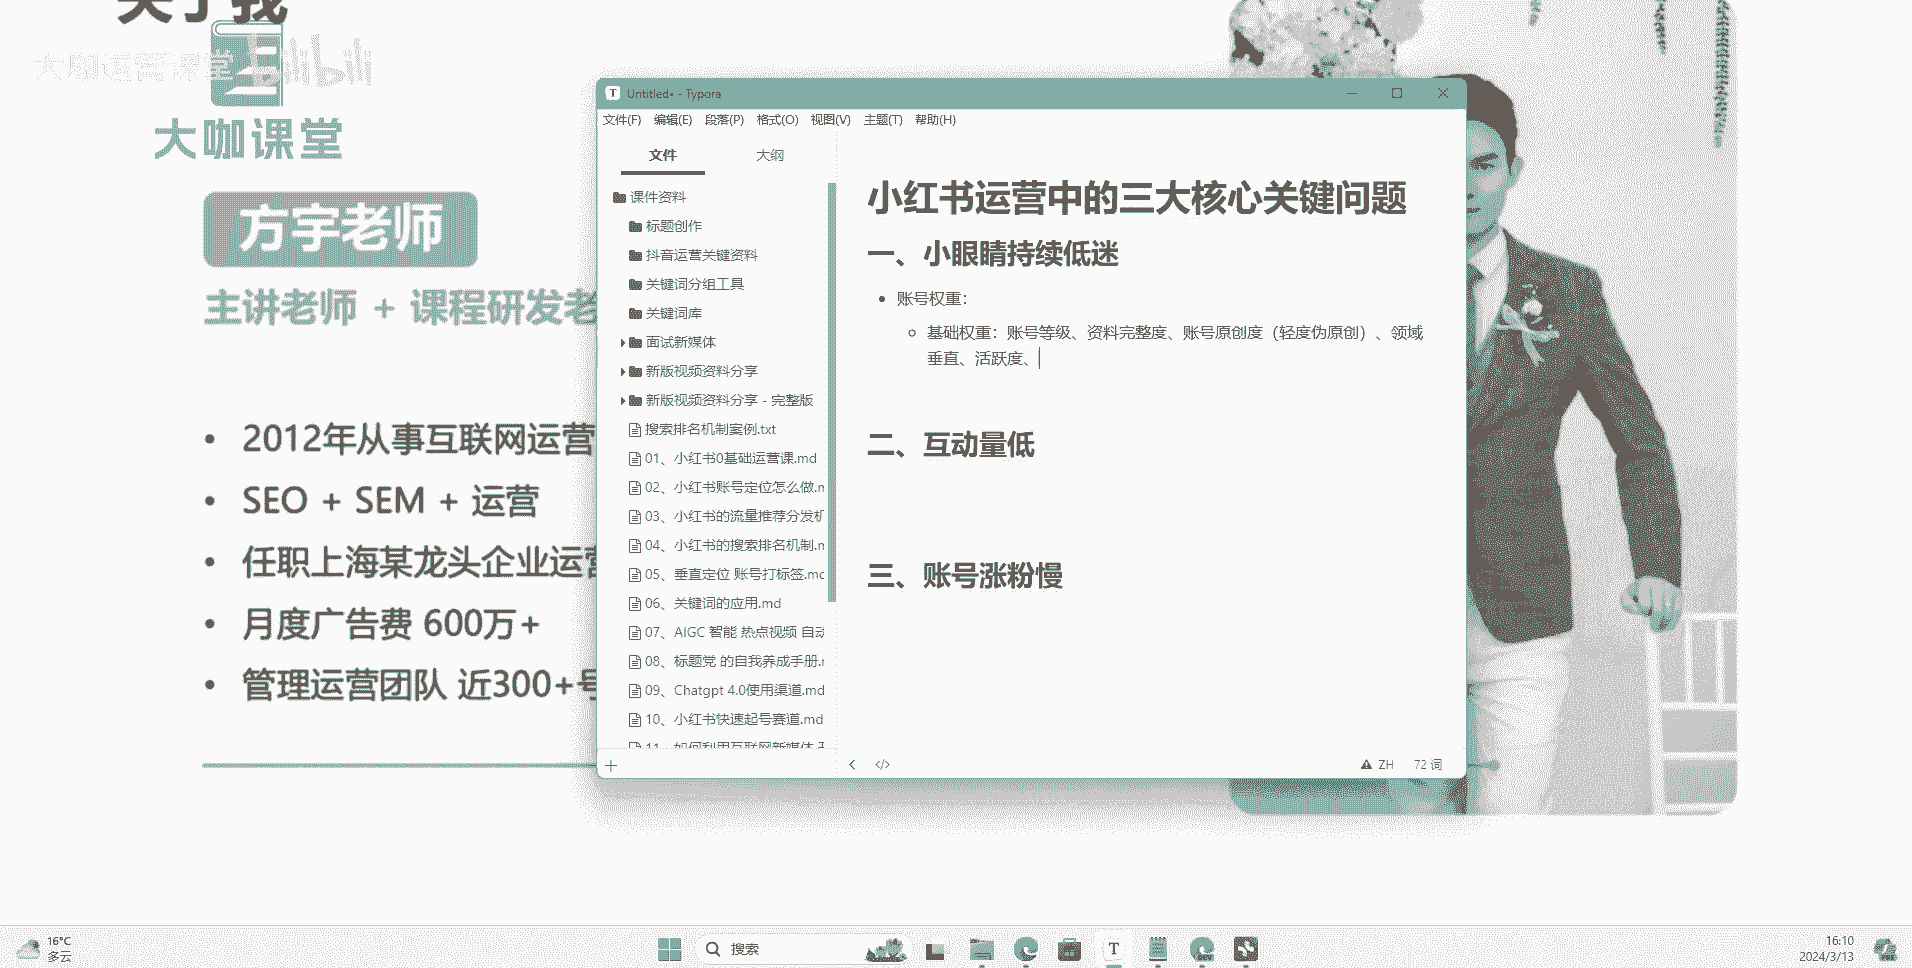 关于我
大咖运营课堂 bilibili
大咖课堂
方宇老师
主讲老师 + 课程研发老
• 2012年从事互联网运营
• SEO + SEM + 运营
• 任职上海某龙头企业运营
• 月度广告费 600万+
• 管理运营团队 近300+号
Untitled• - Typora
文件(F) 编辑(E) 段落(P) 格式(O) 视图(V) 主题(T) 帮助(H)
文件 大纲
课件资料
标题创作
抖音运营关键资料
关键词分组工具
关键词库
面试新媒体
新版视频资料分享
新版视频资料分享 - 完整版
搜索排名机制案例.txt
01、小红书0基础运营课.md
02、小红书账号定位怎么做.m
03、小红书的流量推荐分发机
04、小红书的搜索排名机制.m
05、垂直定位 账号打标签.md
06、关键词的应用.md
07、AIGC 智能 热点视频 自动
08、标题党 的自我养成手册.m
09、Chatgpt 4.0使用渠道.md
10、小红书快速起号赛道.md
11、如何利用互联网新媒体
小红书运营中的三大核心关键问题
一、小眼睛持续低迷
• 账号权重：
基础权重：账号等级、资料完整度、账号原创度（轻度伪原创）、领域
垂直、活跃度、
二、互动量低
三、账号涨粉慢
ZH 72 词
16°C
多云
搜索
T
DEV
16:10
2024/3/13
PRE